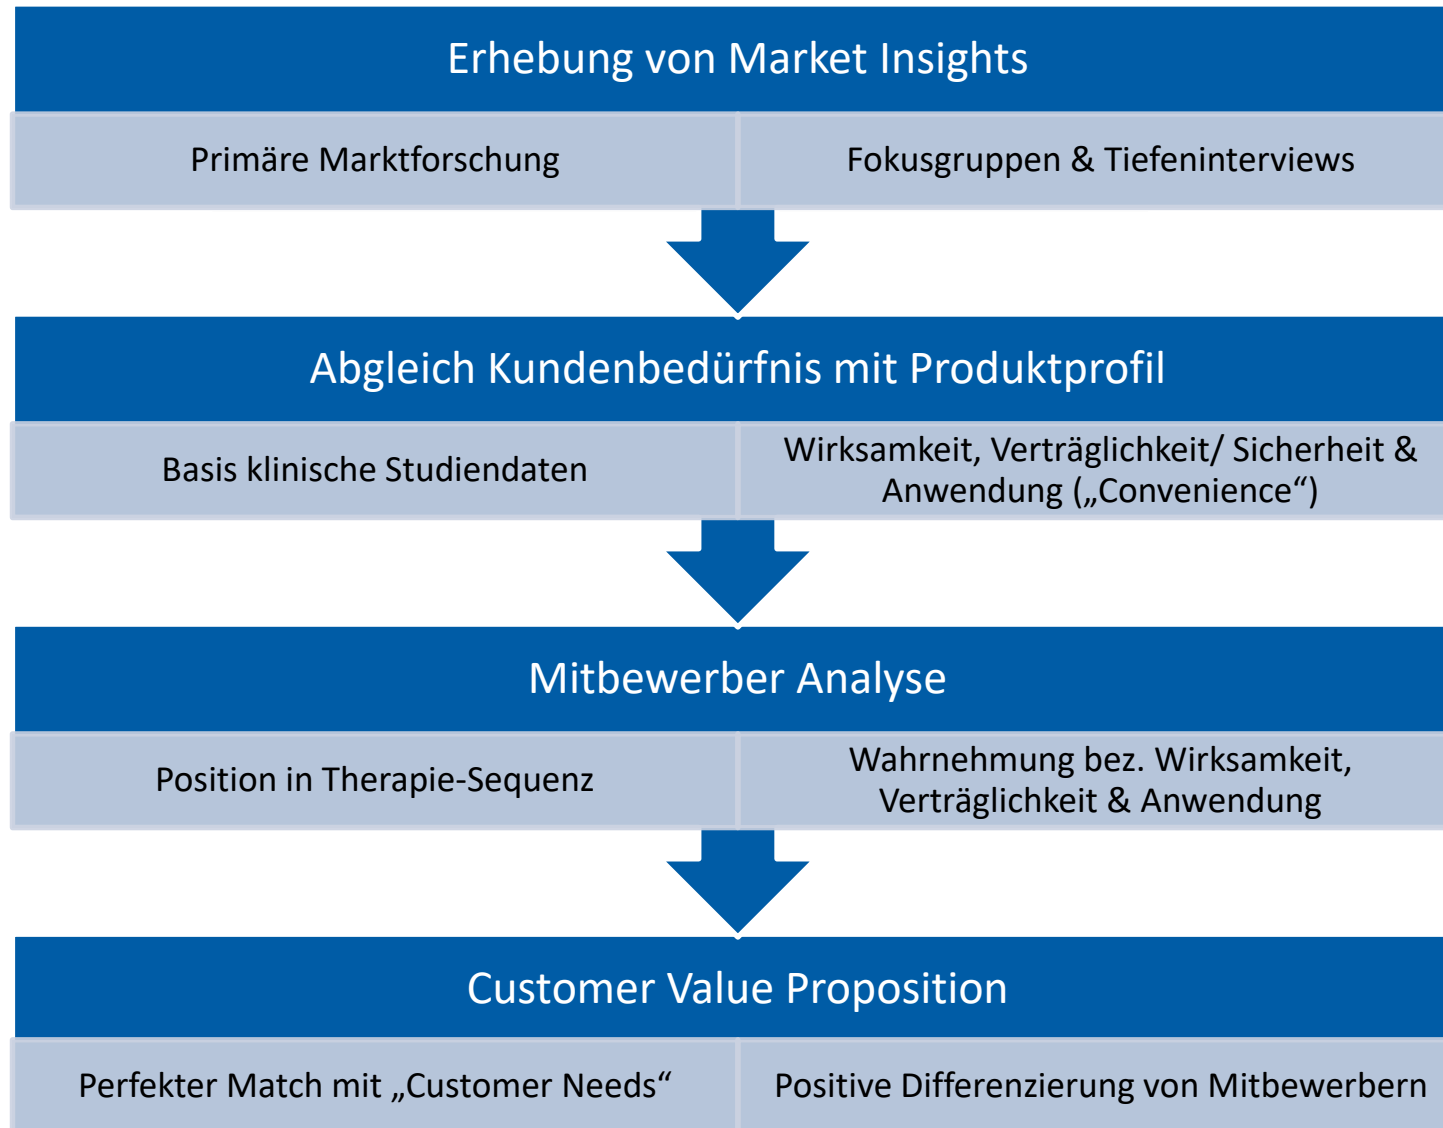 Erhebung von Market Insights
Primäre Marktforschung
Fokusgruppen & Tiefeninterviews
Abgleich Kundenbedürfnis mit Produktprofil
Basis klinische Studiendaten
Wirksamkeit, Verträglichkeit/ Sicherheit &
Anwendung („Convenience“)
Mitbewerber Analyse
Position in Therapie-Sequenz
Wahrnehmung bez. Wirksamkeit,
Verträglichkeit & Anwendung
Customer Value Proposition
Perfekter Match mit „Customer Needs“
Positive Differenzierung von Mitbewerbern